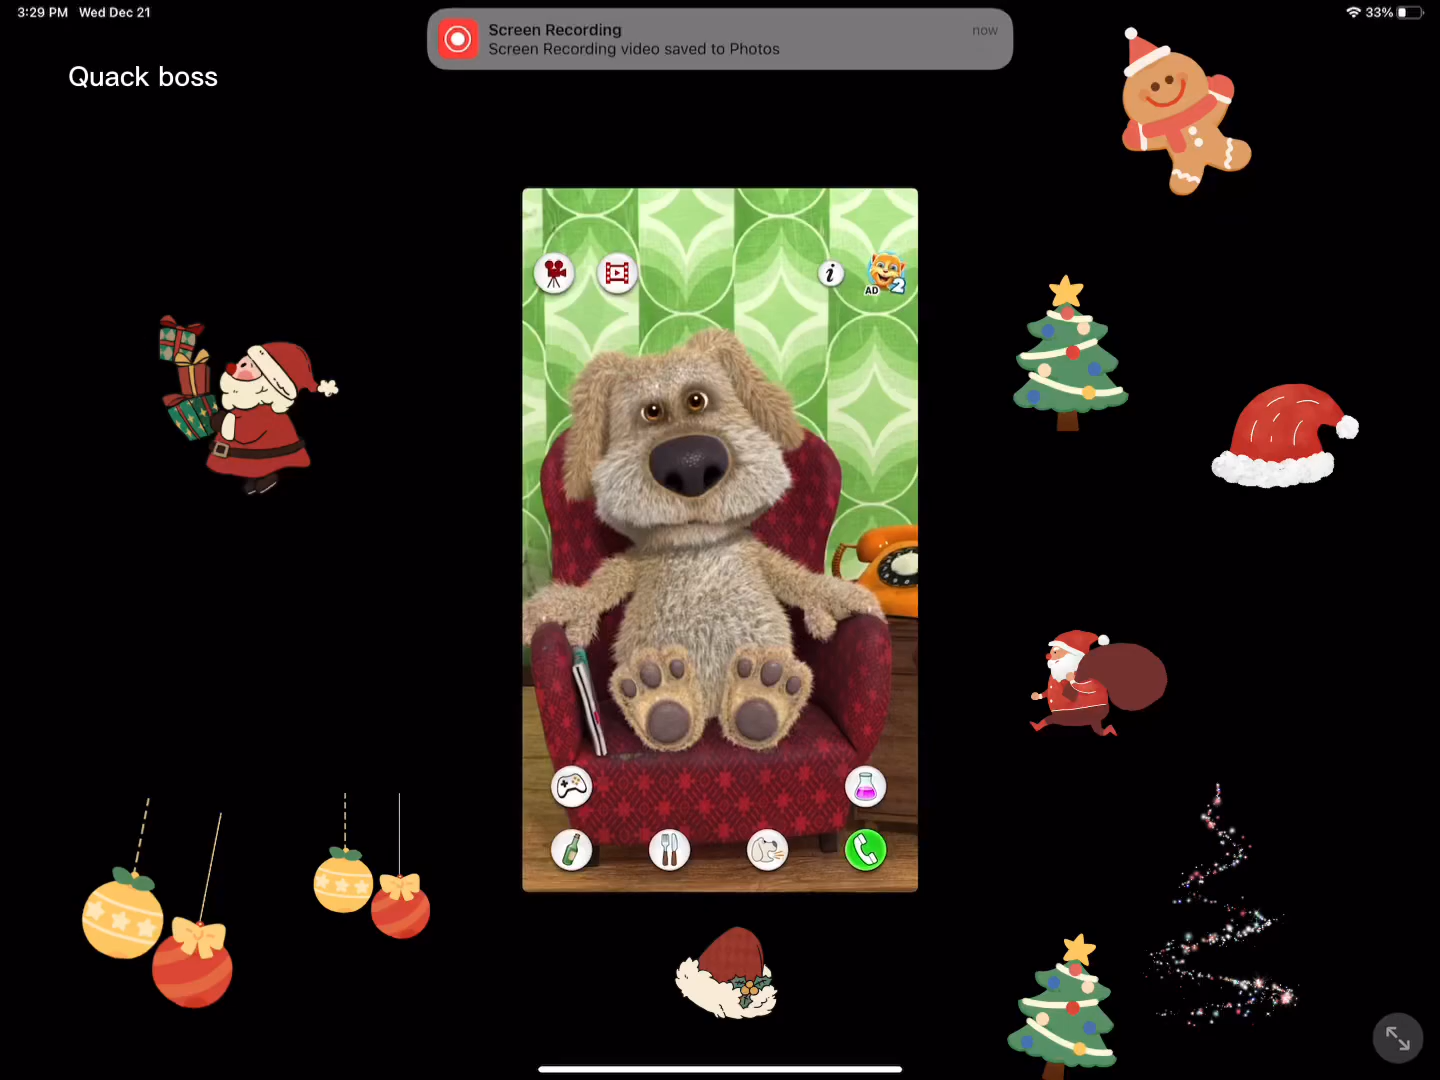 3:29 PM Wed Dec 21
33%
Screen Recording
now
Screen Recording video saved to Photos
Quack boss
i
AD
2